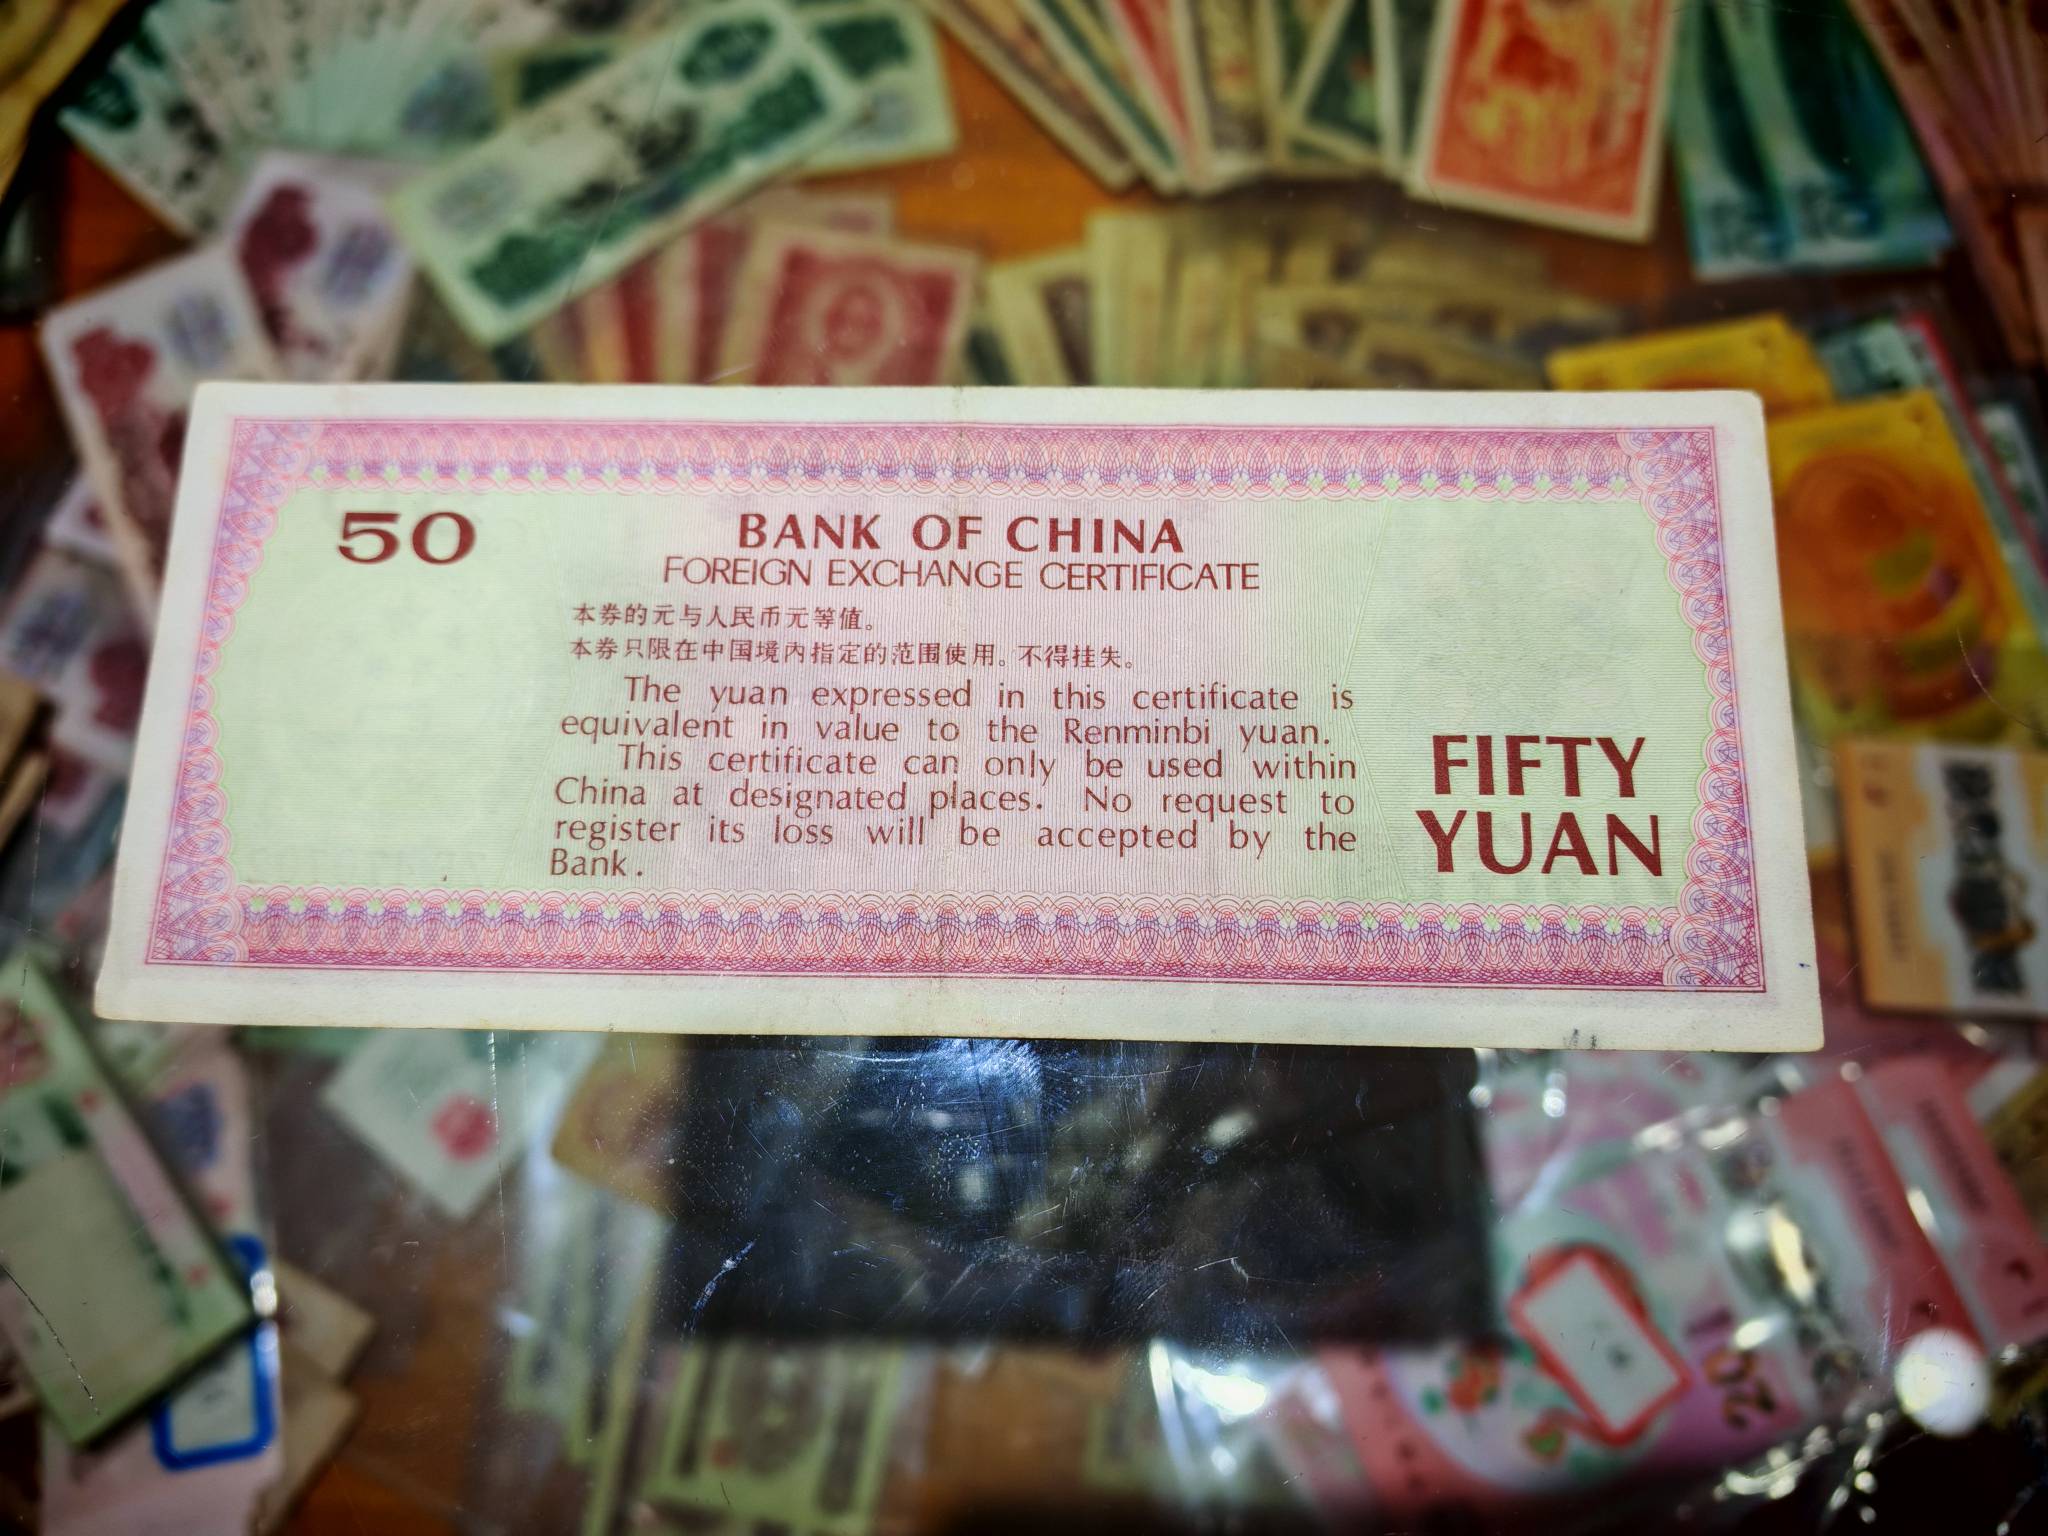 50
BANK OF CHINA
FOREIGN EXCHANGE CERTIFICATE
本券的元与人民币元等值。
本券只限在中国境内指定的范围使用。不得挂失。
The yuan expressed in this certificate is
equivalent in value to the Renminbi yuan.
This certificate can only be used within
China at designated places. No request to
register its loss will be accepted by the
Bank.
FIFTY
YUAN